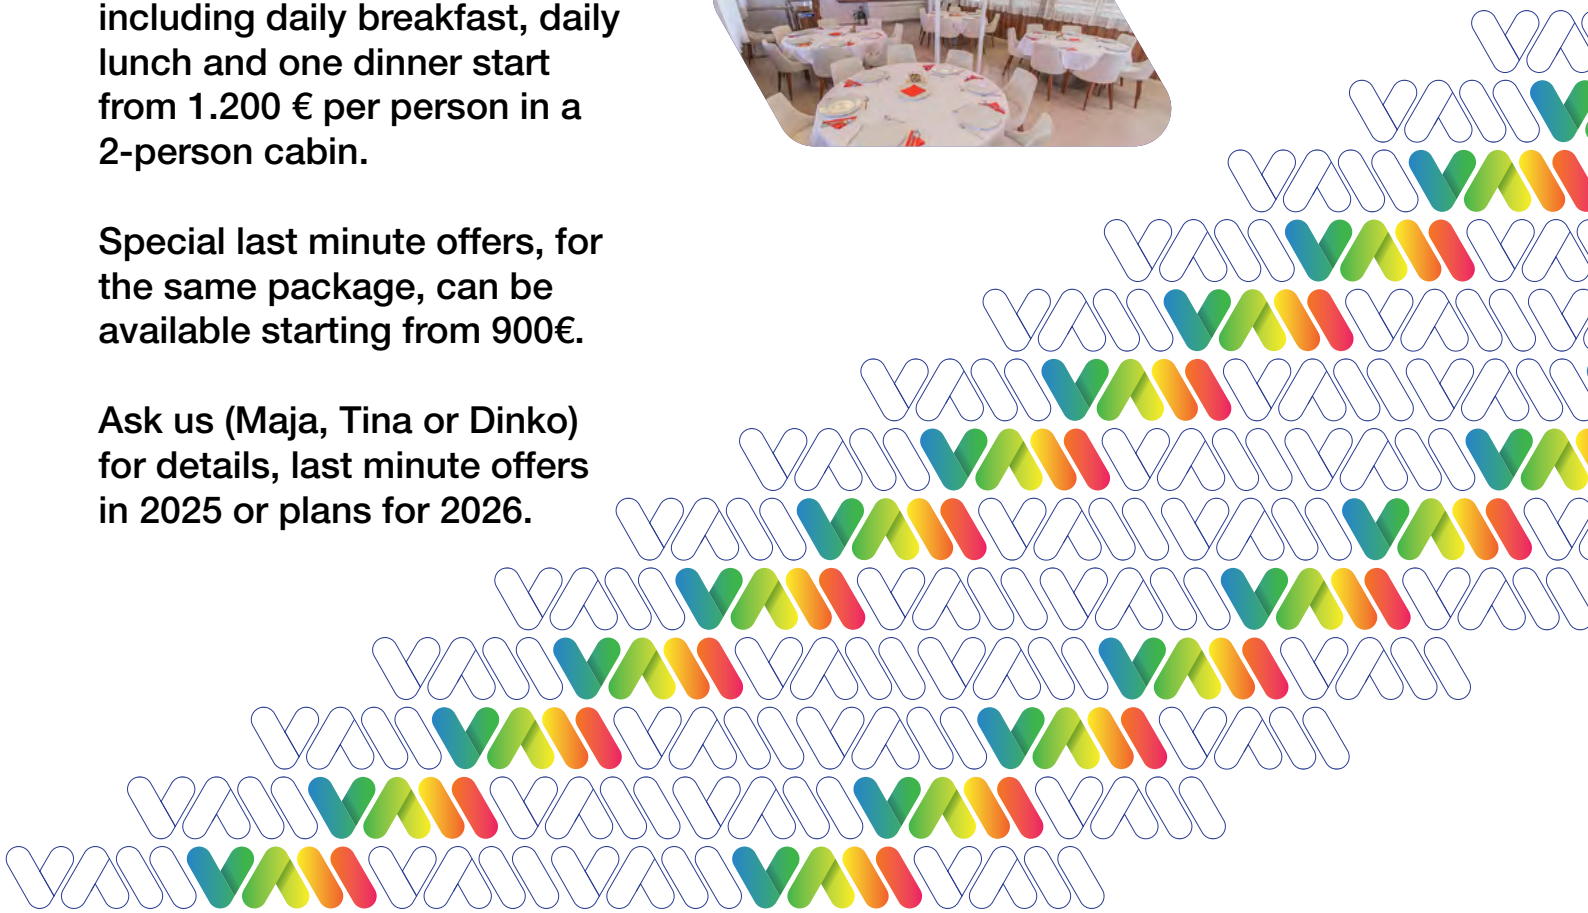 including daily breakfast, daily
lunch and one dinner start
from 1.200 € per person in a
2-person cabin.
Special last minute offers, for
the same package, can be
available starting from 900€.
Ask us (Maja, Tina or Dinko)
for details, last minute offers
in 2025 or plans for 2026.